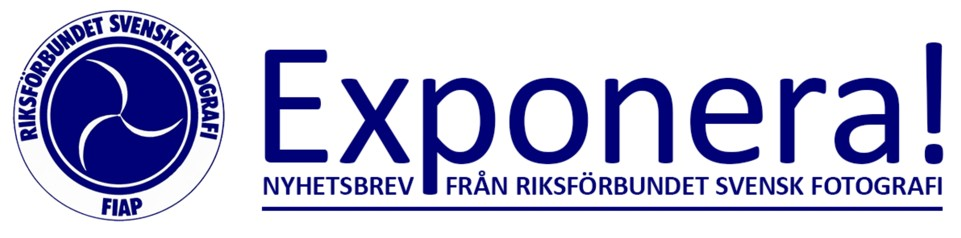 RIKSFÖRBUNDET SVENSK FOTOGRAFI
FIAP
Exponera!
NYHETSBREV FRÅN RIKSFÖRBUNDET SVENSK FOTOGRAFI